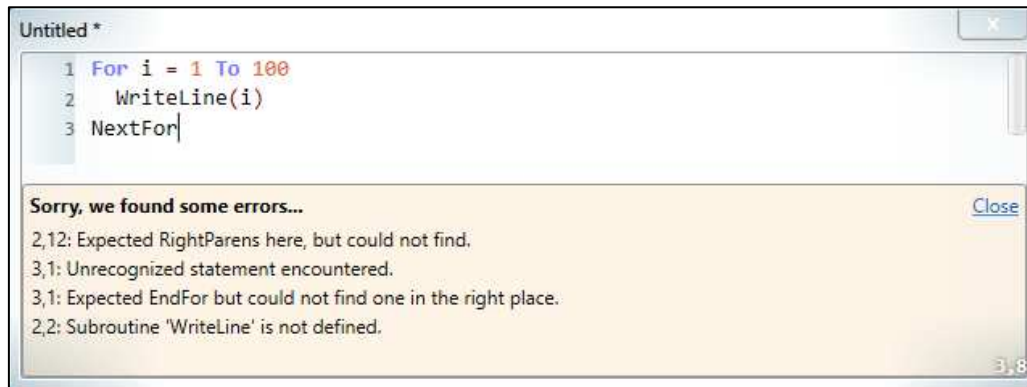 Untitled *
1 For i = 1 To 100
2 WriteLine(i)
3 NextFor
Sorry, we found some errors...
Close
2,12: Expected RightParens here, but could not find.
3,1: Unrecognized statement encountered.
3,1: Expected EndFor but could not find one in the right place.
2,2: Subroutine 'WriteLine' is not defined.
3,8